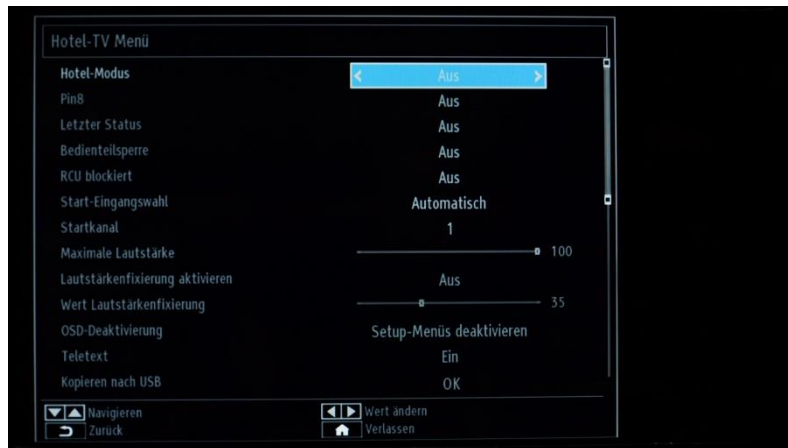 Hotel-TV Menü
Hotel-Modus Aus
Pin8 Aus
Letzter Status Aus
Bedienteilsperre Aus
RCU blockiert Aus
Start-Eingangswahl Automatisch
Startkanal 1
Maximale Lautstärke 100
Lautstärkenfixierung aktivieren Aus
Wert Lautstärkenfixierung 35
OSD-Deaktivierung Setup-Menüs deaktivieren
Teletext Ein
Kopieren nach USB OK
Navigieren Wert ändern
Zurück Verlassen